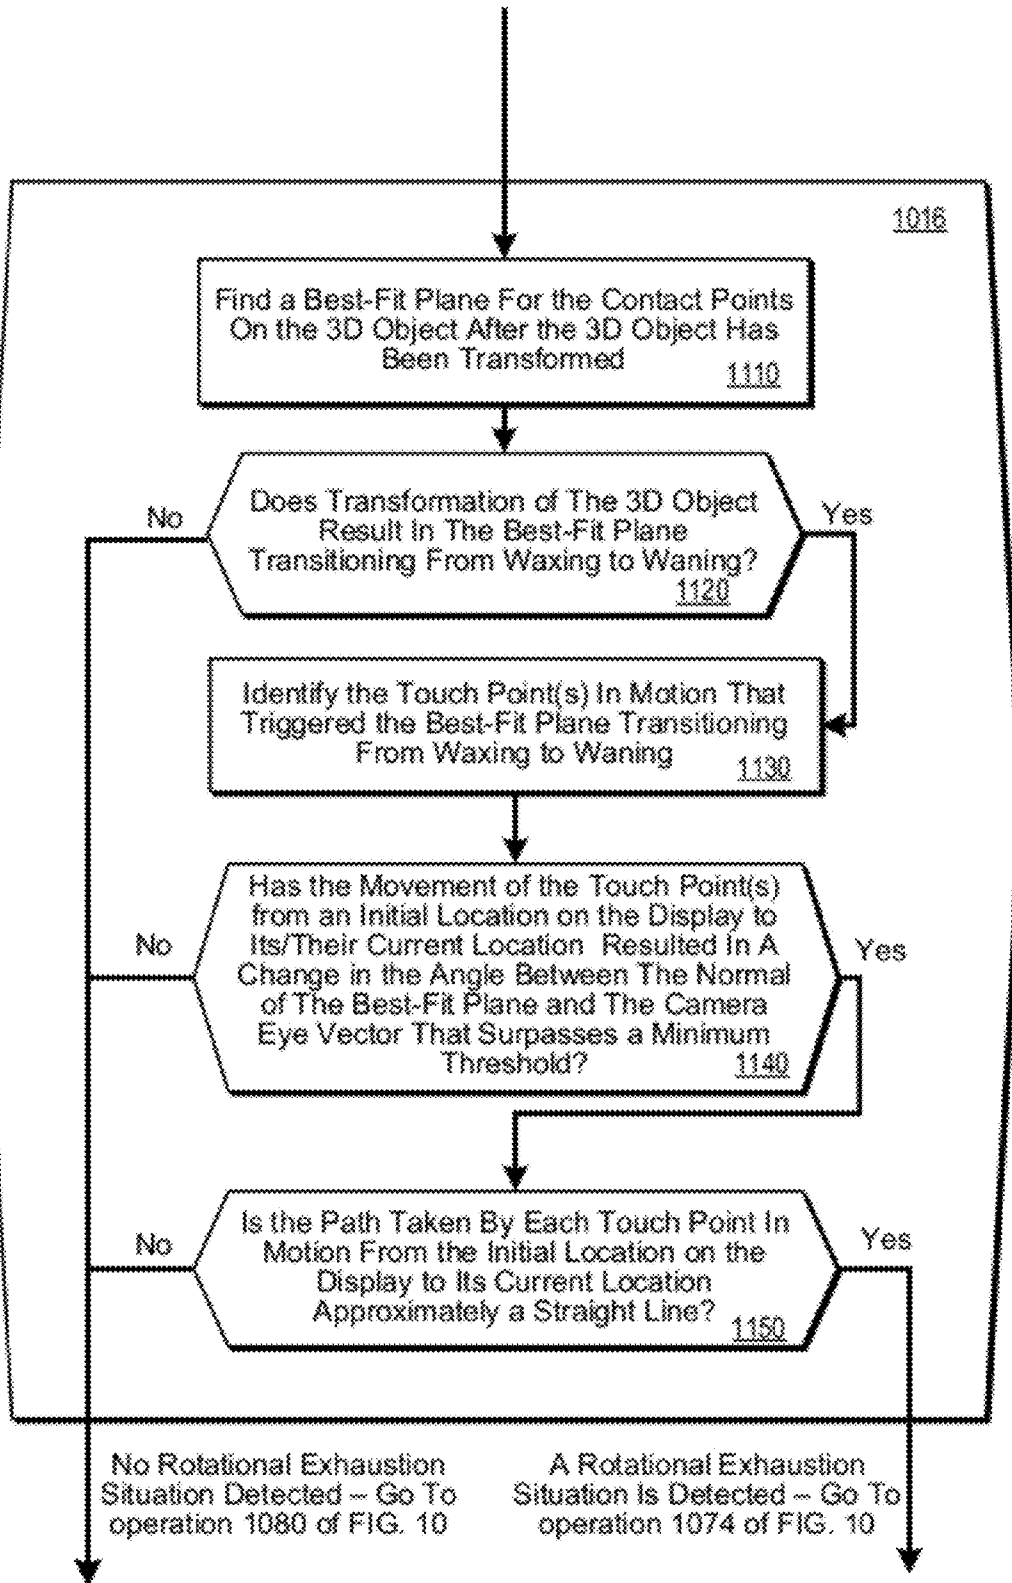 1016
Find a Best-Fit Plane For the Contact Points
On the 3D Object After the 3D Object Has
Been Transformed
1110
Does Transformation of The 3D Object
Result In The Best-Fit Plane
Transitioning From Waxing to Waning?
1120
No
Yes
Identify the Touch Point(s) In Motion That
Triggered the Best-Fit Plane Transitioning
From Waxing to Waning
1130
Has the Movement of the Touch Point(s)
from an Initial Location on the Display to
Its/Their Current Location Resulted In A
Change in the Angle Between The Normal
of The Best-Fit Plane and The Camera
Eye Vector That Surpasses a Minimum
Threshold?
1140
No
Yes
Is the Path Taken By Each Touch Point In
Motion From the Initial Location on the
Display to Its Current Location
Approximately a Straight Line?
1150
No
Yes
No Rotational Exhaustion
Situation Detected – Go To
operation 1080 of FIG. 10
A Rotational Exhaustion
Situation Is Detected – Go To
operation 1074 of FIG. 10